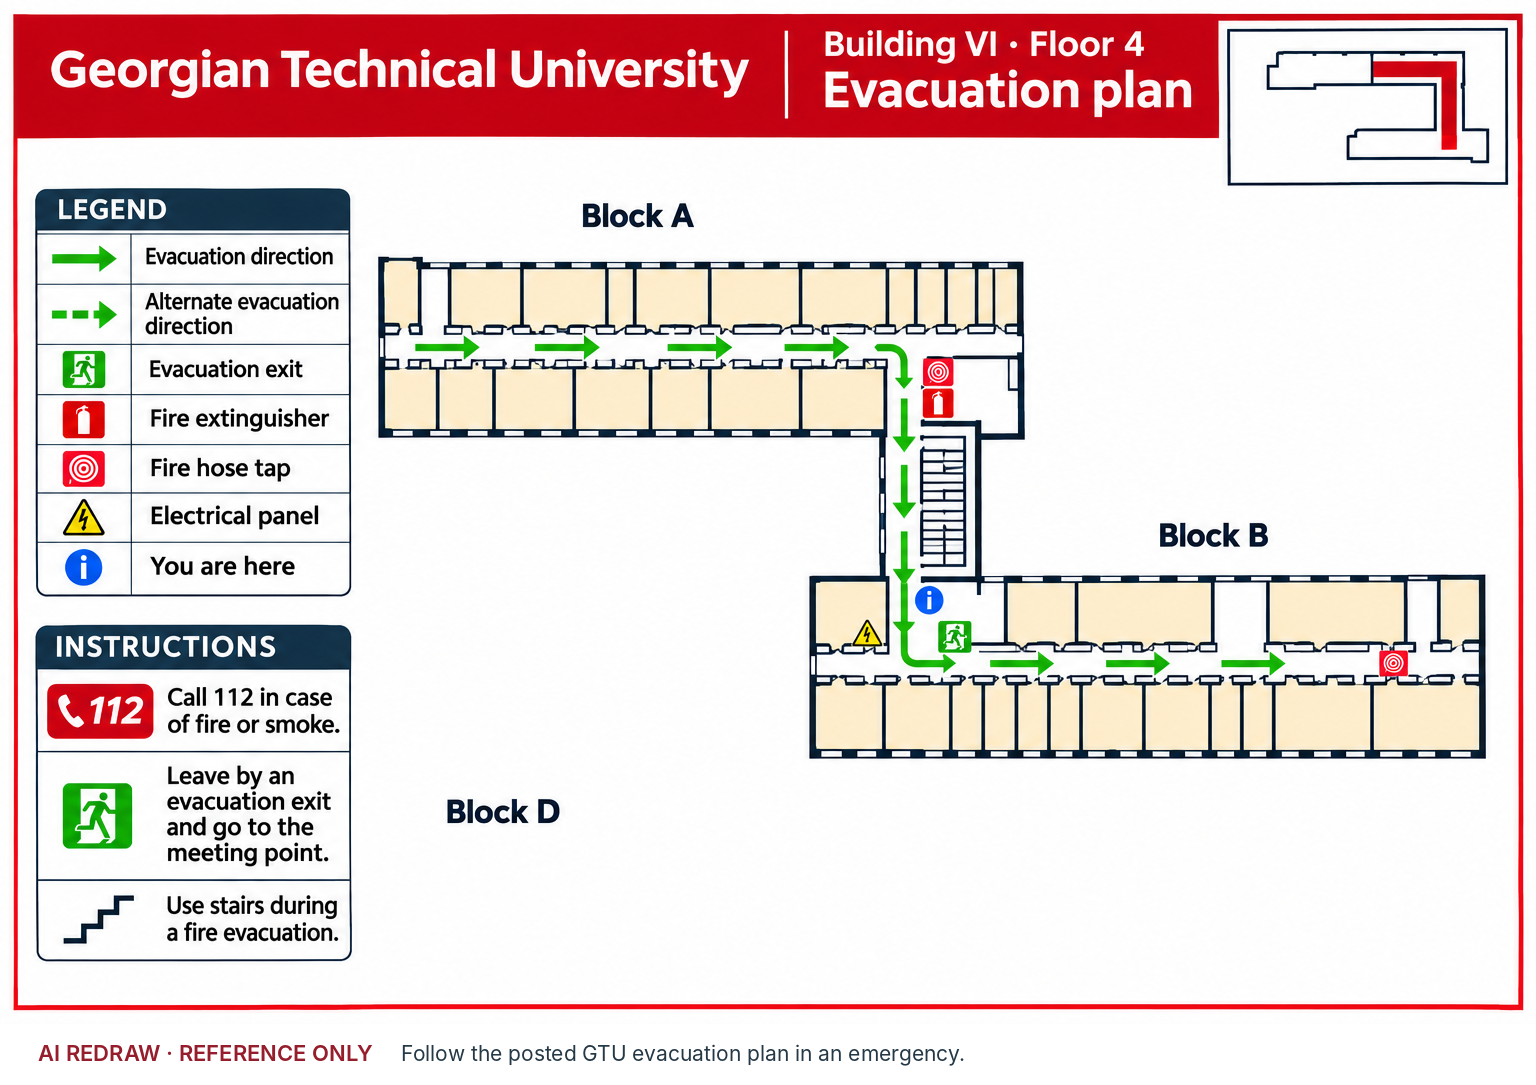 Georgian Technical University
Building VI · Floor 4
Evacuation plan
LEGEND
Evacuation direction
Alternate evacuation
direction
Evacuation exit
Fire extinguisher
Fire hose tap
Electrical panel
i
You are here
INSTRUCTIONS
112
Call 112 in case
of fire or smoke.
Leave by an
evacuation exit
and go to the
meeting point.
Use stairs during
a fire evacuation.
Block A
Block B
i
Block D
AI REDRAW · REFERENCE ONLY Follow the posted GTU evacuation plan in an emergency.